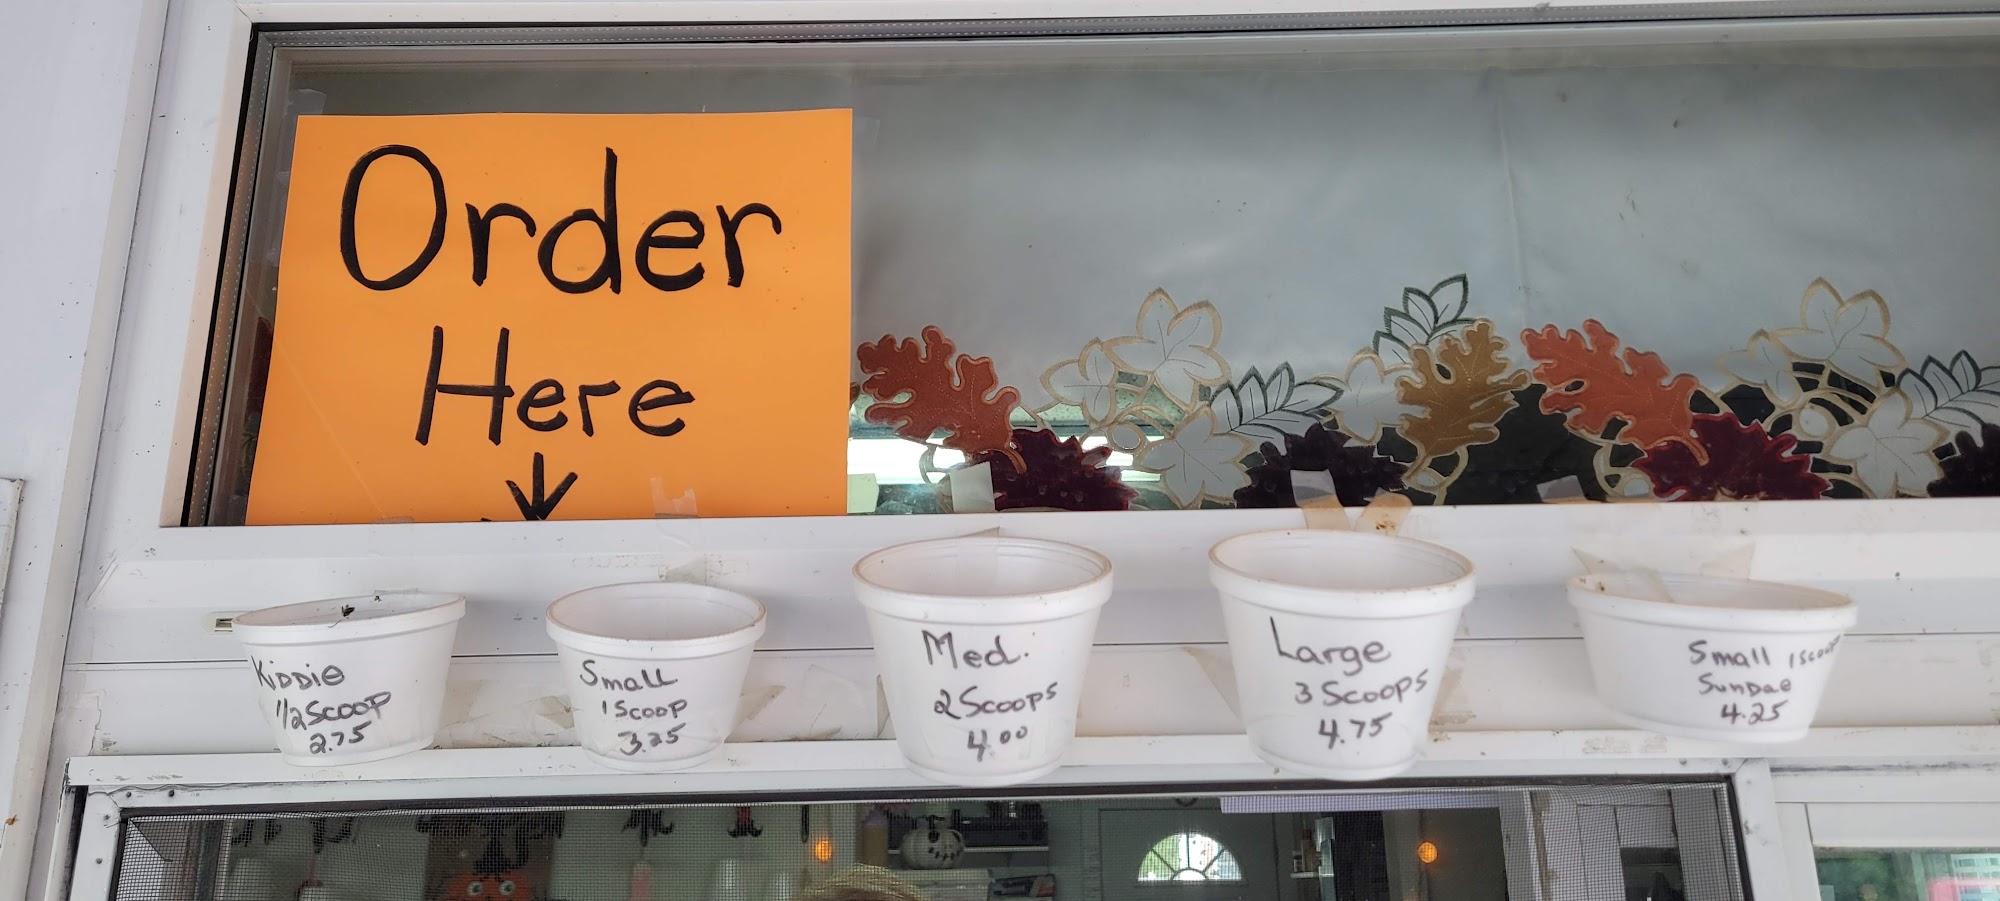 Order
Here
Kiddie
1/2 Scoop
2.75
Small
1 Scoop
3.25
Med.
2 Scoops
4.00
Large
3 Scoops
4.75
Small 1 Scoop
Sundae
4.25